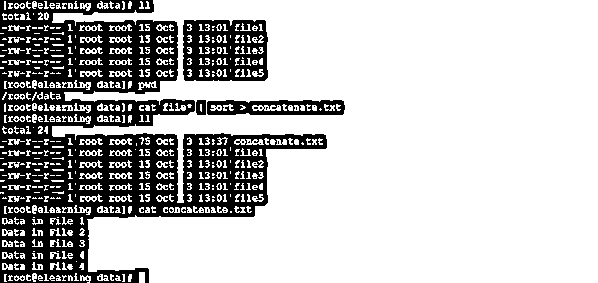 [root@elearning data]# ll
total 20
-rw-r--r-- 1 root root 15 Oct  3 13:01 file1
-rw-r--r-- 1 root root 15 Oct  3 13:01 file2
-rw-r--r-- 1 root root 15 Oct  3 13:01 file3
-rw-r--r-- 1 root root 15 Oct  3 13:01 file4
-rw-r--r-- 1 root root 15 Oct  3 13:01 file5
[root@elearning data]# pwd
/root/data
[root@elearning data]# cat file* | sort > concatenate.txt
[root@elearning data]# ll
total 24
-rw-r--r-- 1 root root 75 Oct  3 13:37 concatenate.txt
-rw-r--r-- 1 root root 15 Oct  3 13:01 file1
-rw-r--r-- 1 root root 15 Oct  3 13:01 file2
-rw-r--r-- 1 root root 15 Oct  3 13:01 file3
-rw-r--r-- 1 root root 15 Oct  3 13:01 file4
-rw-r--r-- 1 root root 15 Oct  3 13:01 file5
[root@elearning data]# cat concatenate.txt
Data in File 1
Data in File 2
Data in File 3
Data in File 4
Data in File 4
[root@elearning data]#